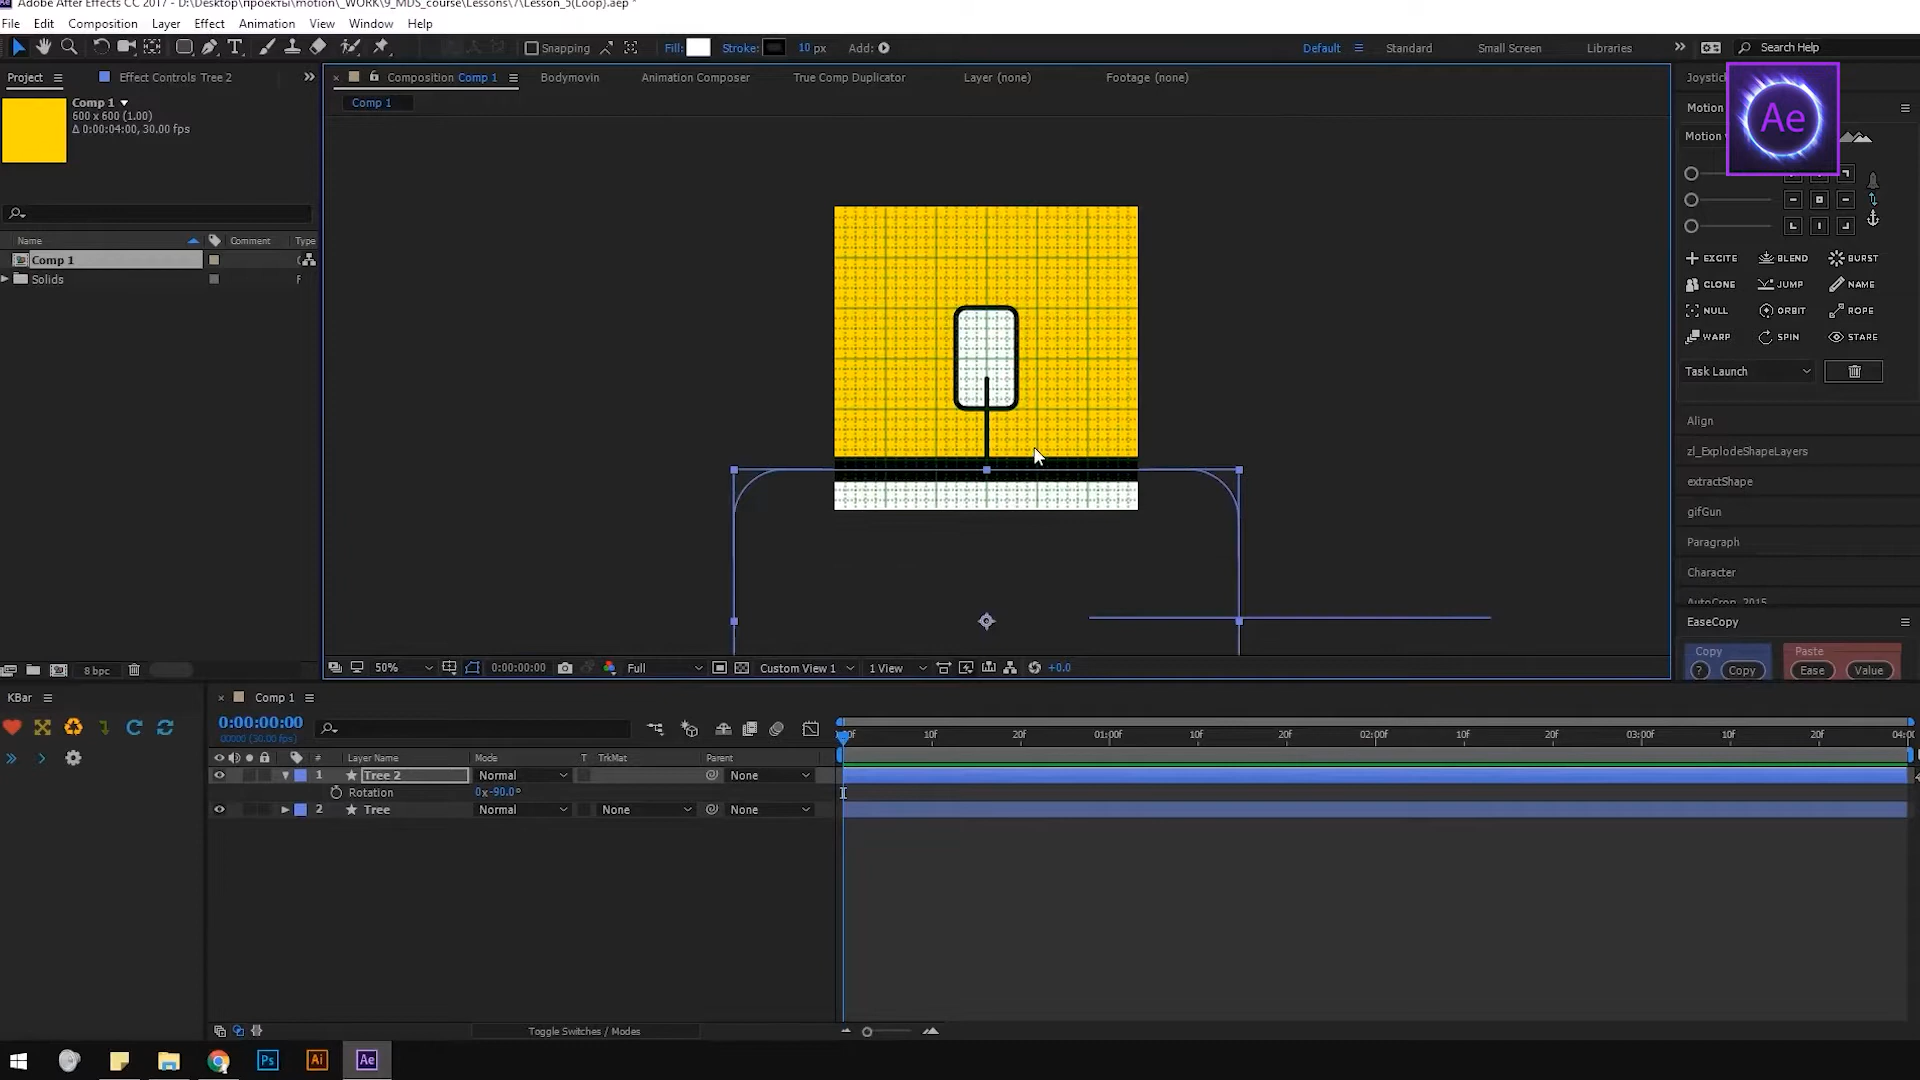 Adobe After Effects CC 2017 - D:\Desktop\проекты\motion\_WORK\9_MDS_course\Lessons\7\Lesson_5(Loop).aep *
File Edit Composition Layer Effect Animation View Window Help
Snapping Fill: Stroke: 10 px Add: Default Standard Small Screen Libraries Search Help
Project Effect Controls Tree 2 Composition Comp 1 Bodymovin Animation Composer True Comp Duplicator Layer (none) Footage (none)
Comp 1
600 x 600 (1.00)
Δ 0:00:04:00, 30.00 fps
Comp 1
Name Comment Type
Comp 1
Solids F
8 bpc
50% 0:00:00:00 Full Custom View 1 1 View +0.0
Motion
Motion
Ae
EXCITE BLEND BURST
CLONE JUMP NAME
NULL ORBIT ROPE
WARP SPIN STARE
Task Launch
Align
zl_ExplodeShapeLayers
extractShape
gifGun
Paragraph
Character
AutoCrop_2015
EaseCopy
Copy Paste
? Copy Ease Value
KBar
Comp 1
0:00:00:00
00000 (30.00 fps)
# Layer Name Mode T TrkMat Parent
1 Tree 2 Normal None
Rotation 0x-90.0°
2 Tree Normal None None
10f 20f 01:00f 10f 20f 02:00f 10f 20f 03:00f 10f 20f
Toggle Switches / Modes
Ps Ai Ae